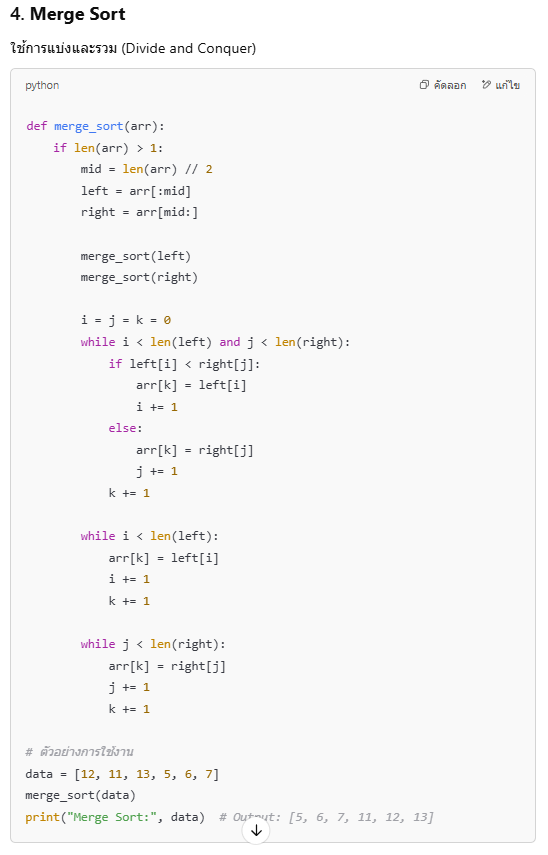 4. Merge Sort
ใช้การแบ่งและรวม (Divide and Conquer)
python คัดลอก แก้ไข
def merge_sort(arr):
    if len(arr) > 1:
        mid = len(arr) // 2
        left = arr[:mid]
        right = arr[mid:]

        merge_sort(left)
        merge_sort(right)

        i = j = k = 0
        while i < len(left) and j < len(right):
            if left[i] < right[j]:
                arr[k] = left[i]
                i += 1
            else:
                arr[k] = right[j]
                j += 1
            k += 1

        while i < len(left):
            arr[k] = left[i]
            i += 1
            k += 1

        while j < len(right):
            arr[k] = right[j]
            j += 1
            k += 1

# ตัวอย่างการใช้งาน
data = [12, 11, 13, 5, 6, 7]
merge_sort(data)
print("Merge Sort:", data)  # Output: [5, 6, 7, 11, 12, 13]